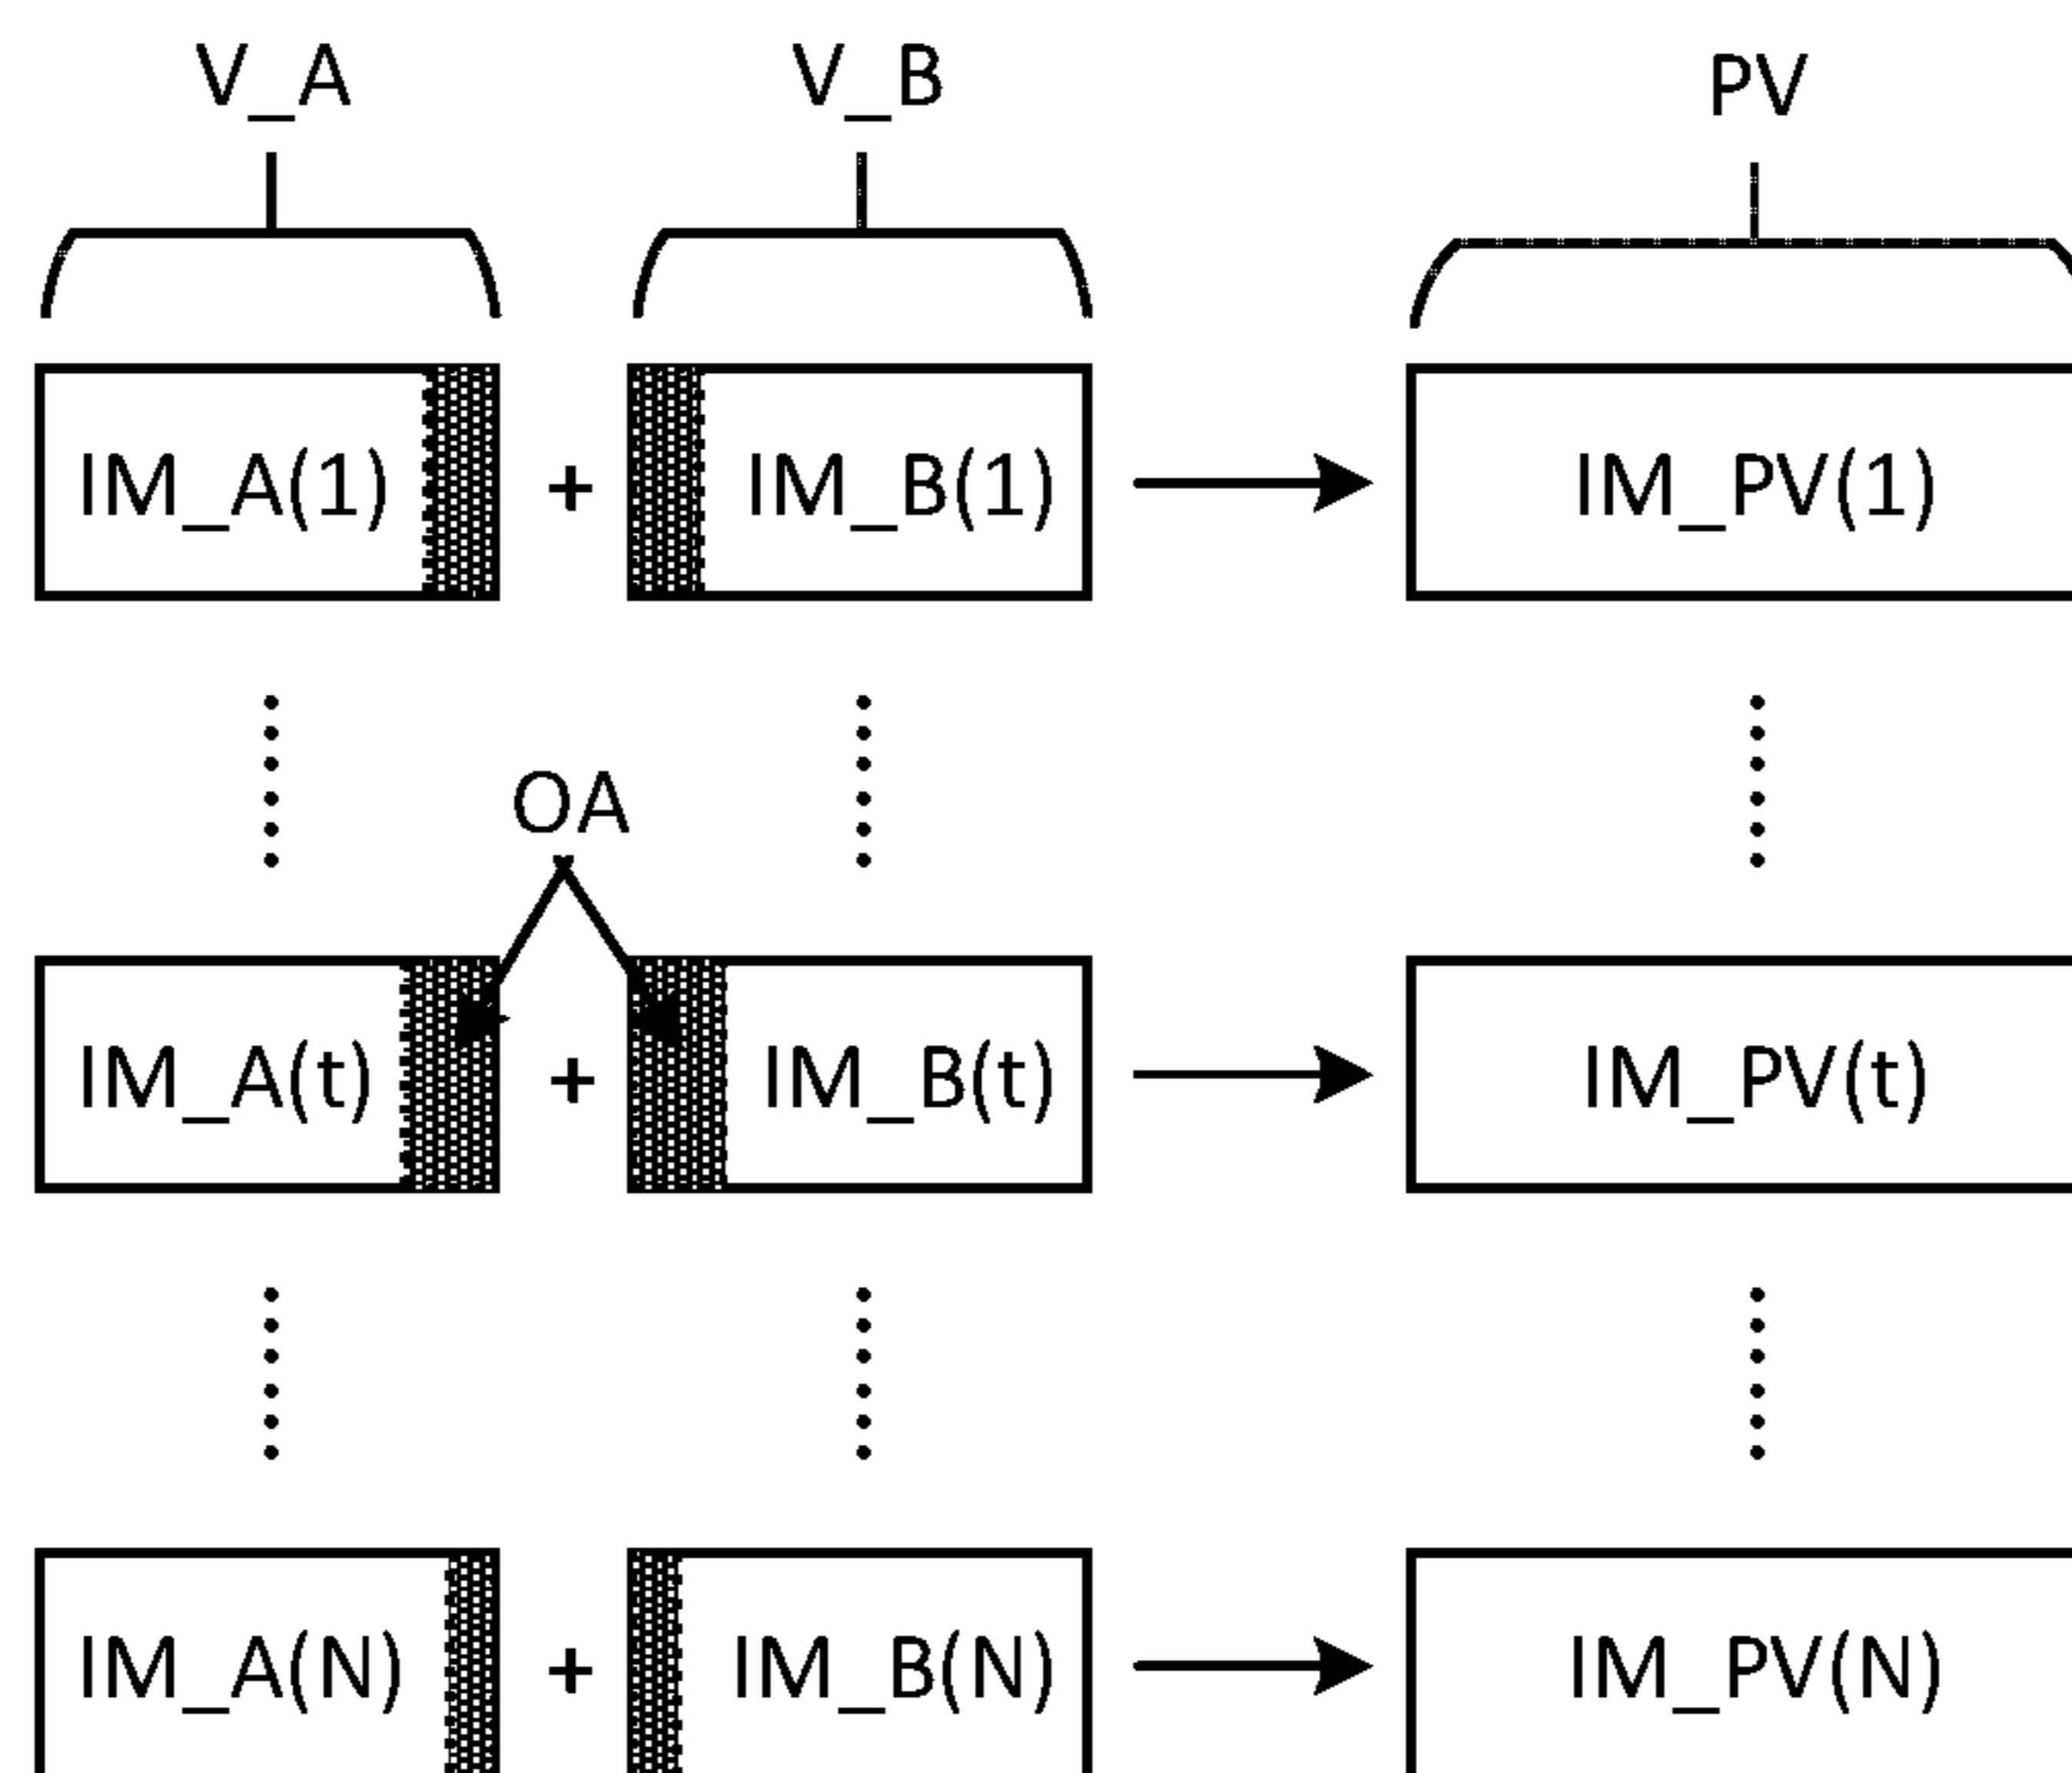 V_A V_B PV
IM_A(1) + IM_B(1) IM_PV(1)
OA
IM_A(t) + IM_B(t) IM_PV(t)
IM_A(N) + IM_B(N) IM_PV(N)